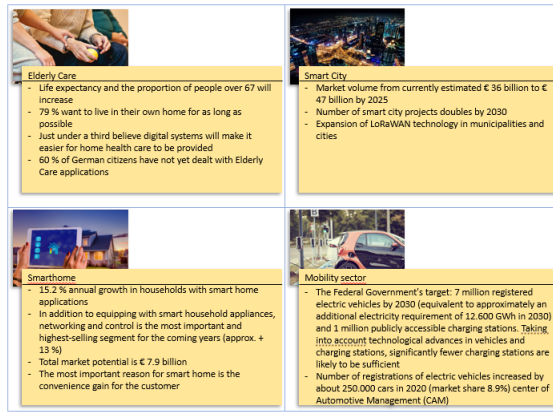 Elderly Care
- Life expectancy and the proportion of people over 67 will
increase
- 79 % want to live in their own home for as long as
possible
- Just under a third believe digital systems will make it
easier for home health care to be provided
- 60 % of German citizens have not yet dealt with Elderly
Care applications
Smart City
- Market volume from currently estimated € 36 billion to €
47 billion by 2025
- Number of smart city projects doubles by 2030
- Expansion of LoRaWAN technology in municipalities and
cities
Smarthome
- 15.2 % annual growth in households with smart home
applications
- In addition to equipping with smart household appliances,
networking and control is the most important and
highest-selling segment for the coming years (approx. +
13 %)
- Total market potential is € 7.9 billion
- The most important reason for smart home is the
convenience gain for the customer
Mobility sector
- The Federal Government's target: 7 million registered
electric vehicles by 2030 (equivalent to approximately an
additional electricity requirement of 12.600 GWh in 2030)
and 1 million publicly accessible charging stations. Taking
into account technological advances in vehicles and
charging stations, significantly fewer charging stations are
likely to be sufficient
- Number of registrations of electric vehicles increased by
about 250.000 cars in 2020 (market share 8.9%) center of
Automotive Management (CAM)